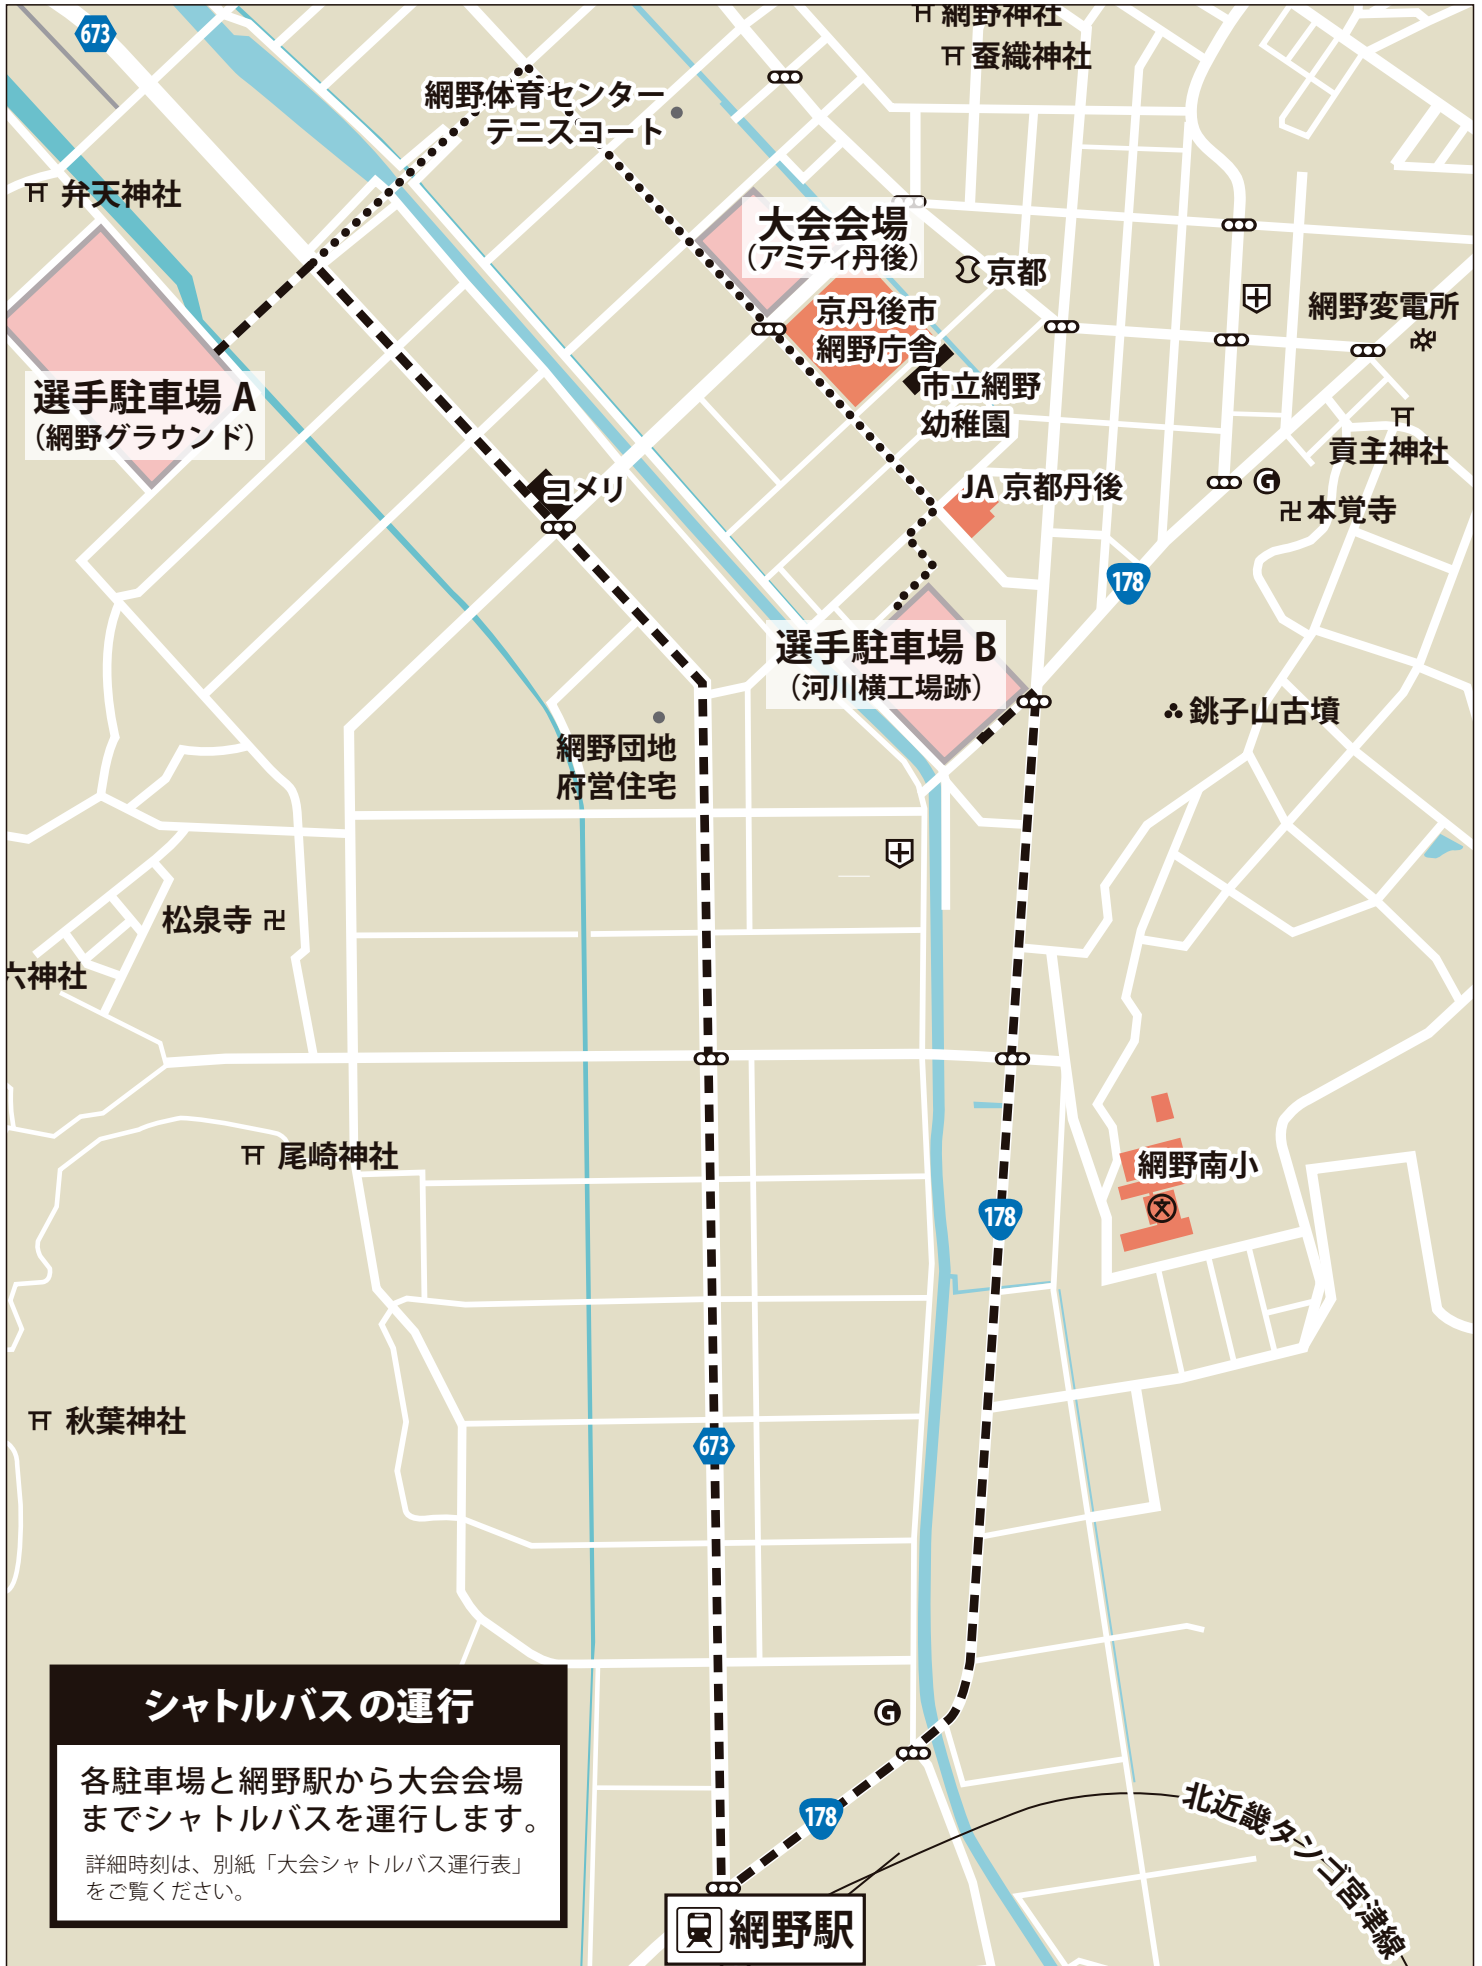 673
網野神社
蚕織神社
網野体育センター
テニスコート
弁天神社
大会会場
（アミティ丹後）
京都
京丹後市
網野庁舎
網野変電所
市立網野
幼稚園
選手駐車場 A
（網野グラウンド）
貢主神社
ヨメリ
JA 京都丹後
G
本覚寺
178
選手駐車場 B
（河川横工場跡）
銚子山古墳
網野団地
府営住宅
松泉寺
六神社
尾崎神社
網野南小
文
178
秋葉神社
673
シャトルバスの運行
各駐車場と網野駅から大会会場
までシャトルバスを運行します。
詳細時刻は、別紙「大会シャトルバス運行表」
をご覧ください。
G
178
北近畿タンゴ宮津線
網野駅